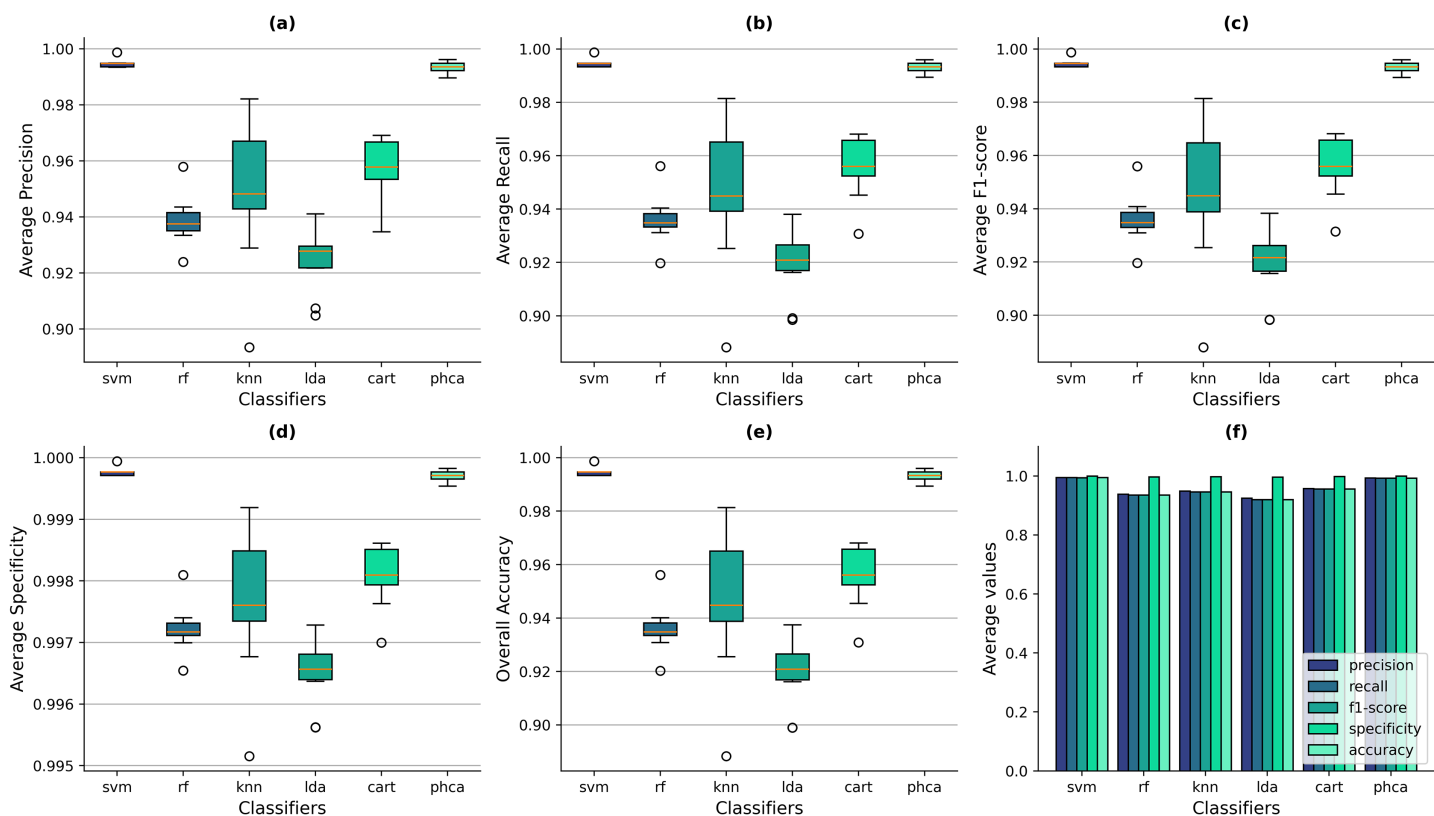 (a)
Average Precision
1.00
0.98
0.96
0.94
0.92
0.90
svm rf knn lda cart phca
Classifiers
(b)
Average Recall
1.00
0.98
0.96
0.94
0.92
0.90
svm rf knn lda cart phca
Classifiers
(c)
Average F1-score
1.00
0.98
0.96
0.94
0.92
0.90
svm rf knn lda cart phca
Classifiers
(d)
Average Specificity
1.000
0.999
0.998
0.997
0.996
0.995
svm rf knn lda cart phca
Classifiers
(e)
Overall Accuracy
1.00
0.98
0.96
0.94
0.92
0.90
svm rf knn lda cart phca
Classifiers
(f)
Average values
1.0
0.8
0.6
0.4
0.2
0.0
precision
recall
f1-score
specificity
accuracy
svm rf knn lda cart phca
Classifiers